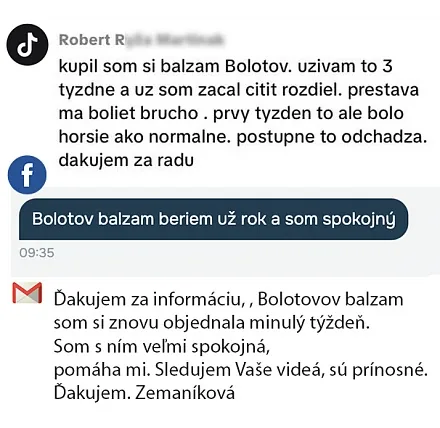 Robert
kupil som si balzam Bolotov. uzivam to 3
tyzdne a uz som zacal citit rozdiel. prestava
ma boliet brucho . prvy tyzden to ale bolo
horsie ako normalne. postupne to odchadza.
dakujem za radu
Bolotov balzam beriem už rok a som spokojný
09:35
Ďakujem za informáciu, , Bolotovov balzam
som si znovu objednala minulý týždeň.
Som s ním veľmi spokojná,
pomáha mi. Sledujem Vaše videá, sú prínosné.
Ďakujem. Zemaníková